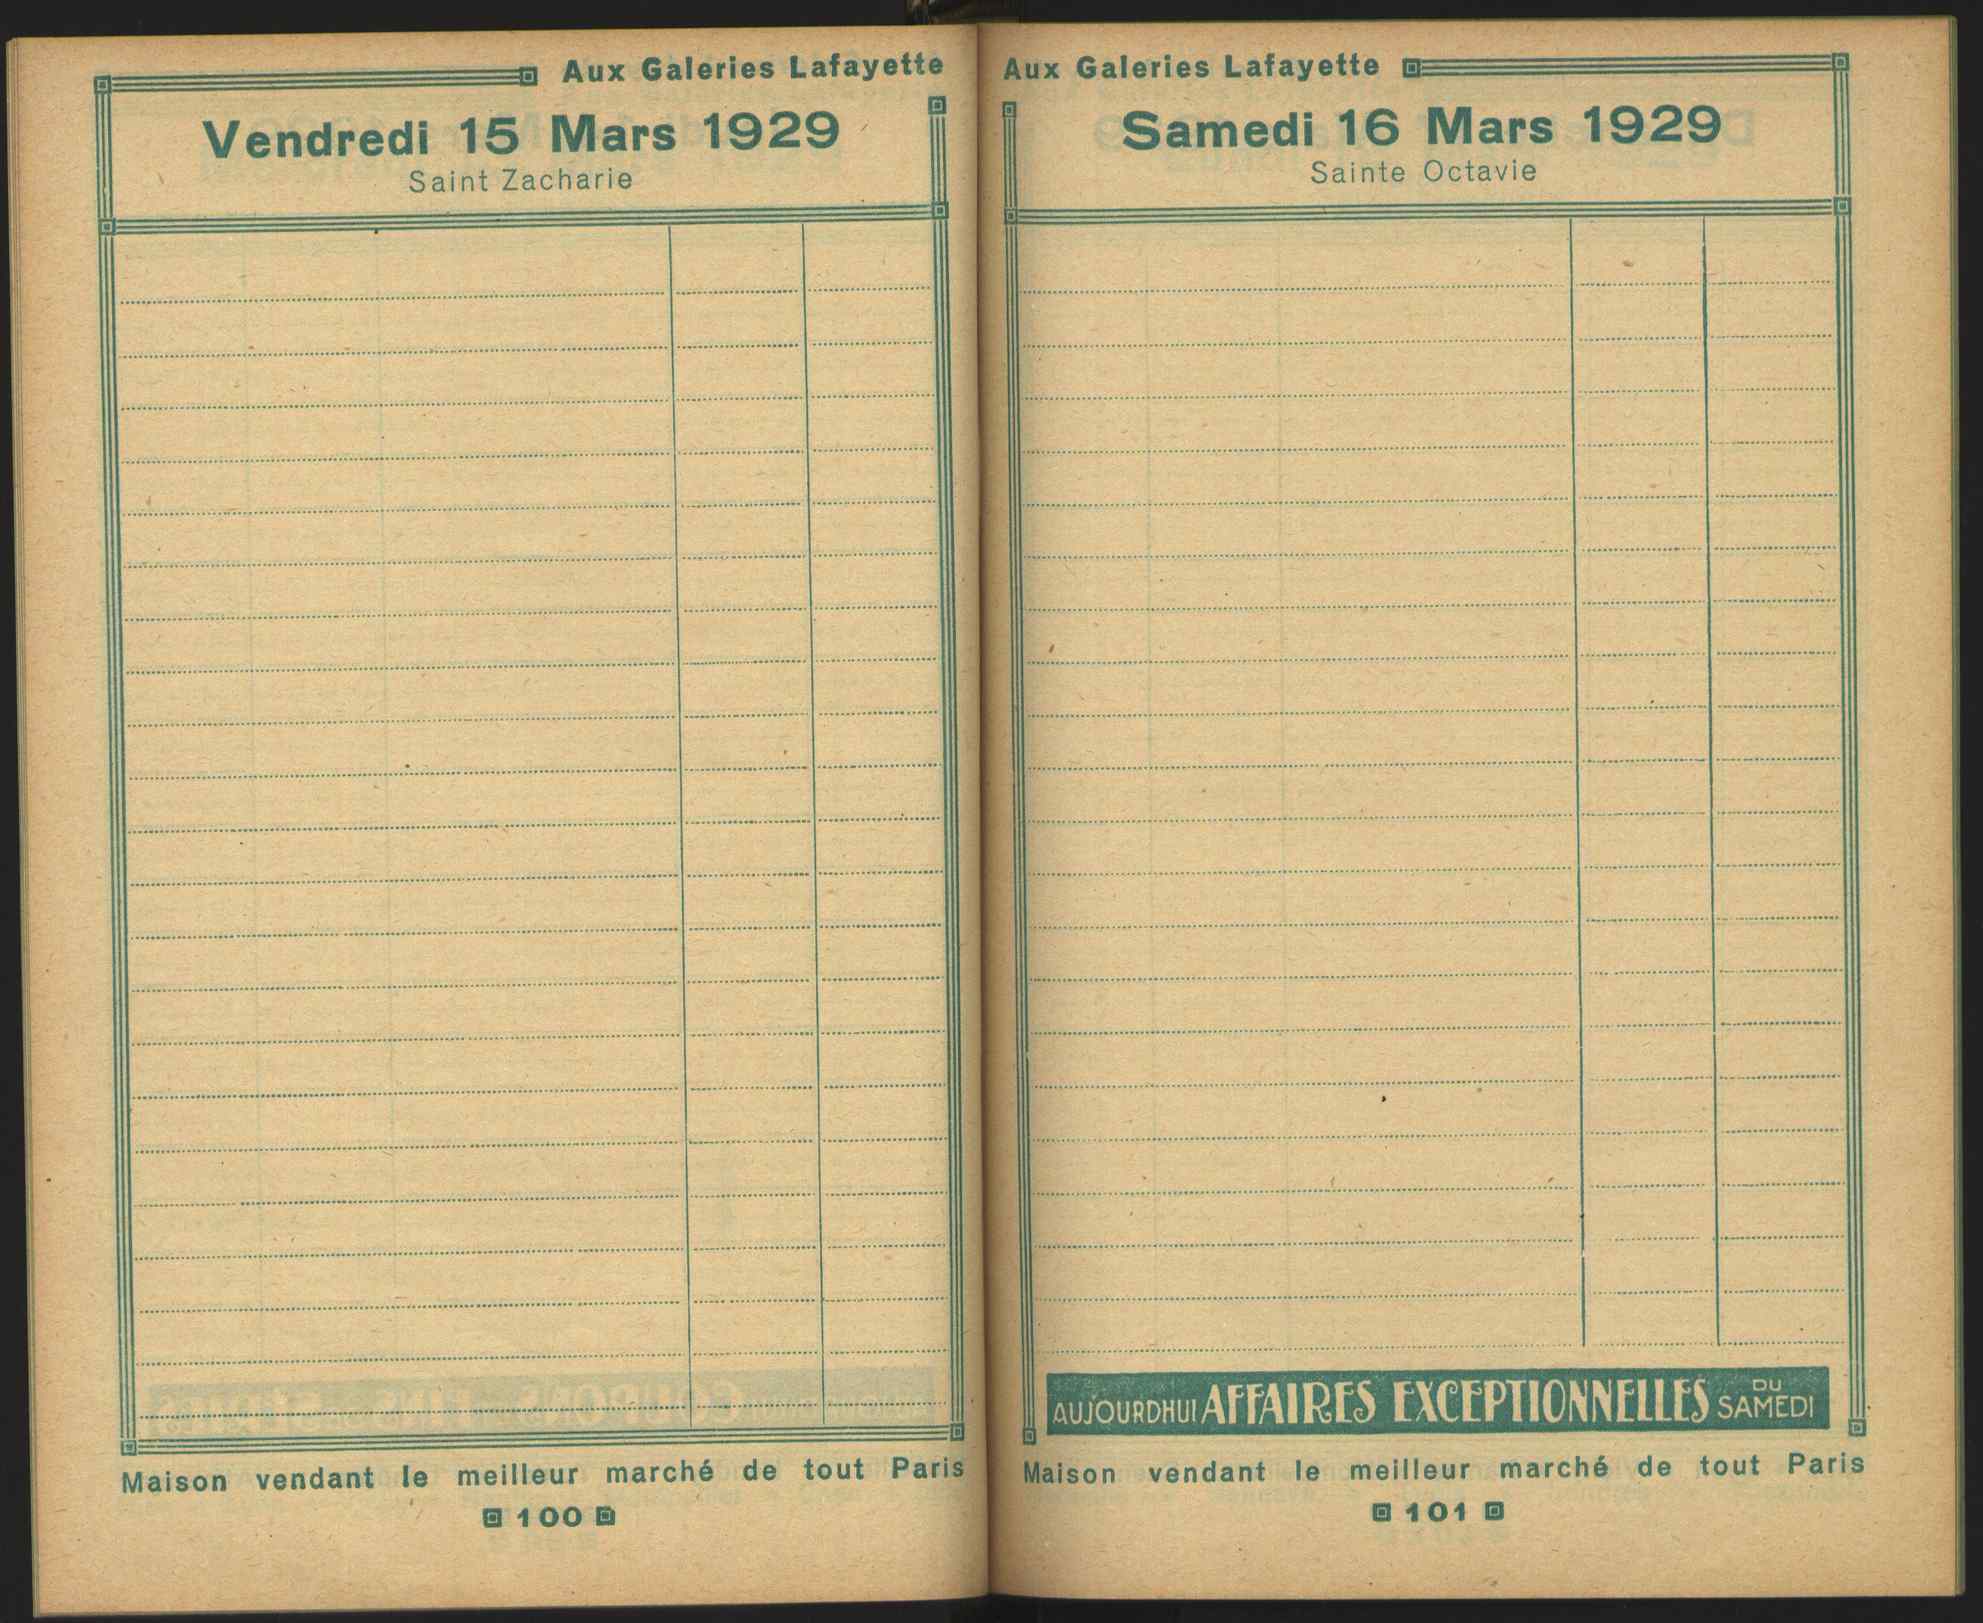 Aux Galeries Lafayette
Vendredi 15 Mars 1929
Saint Zacharie
Maison vendant le meilleur marché de tout Paris
100
Aux Galeries Lafayette
Samedi 16 Mars 1929
Sainte Octavie
AUJOURDHUI AFFAIRES EXCEPTIONNELLES DU SAMEDI
Maison vendant le meilleur marché de tout Paris
101